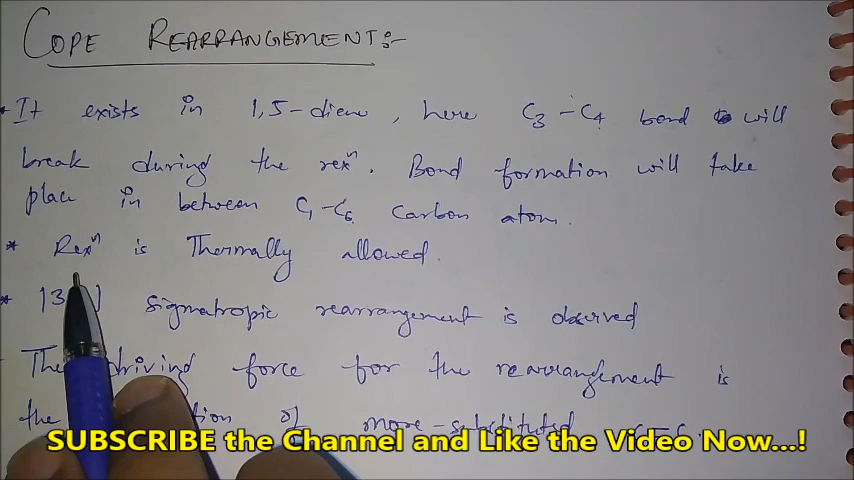 COPE REARRANGEMENT:-
* It exists in 1,5-diene, here C3-C4 bond will
break during the rexn. Bond formation will take
place in between C1-C6 carbon atom.
* Rexn is Thermally allowed.
* |3 sigmatropic rearrangement is observed
The driving force for the rearrangement is
the of more-substituted
SUBSCRIBE the Channel and Like the Video Now...!